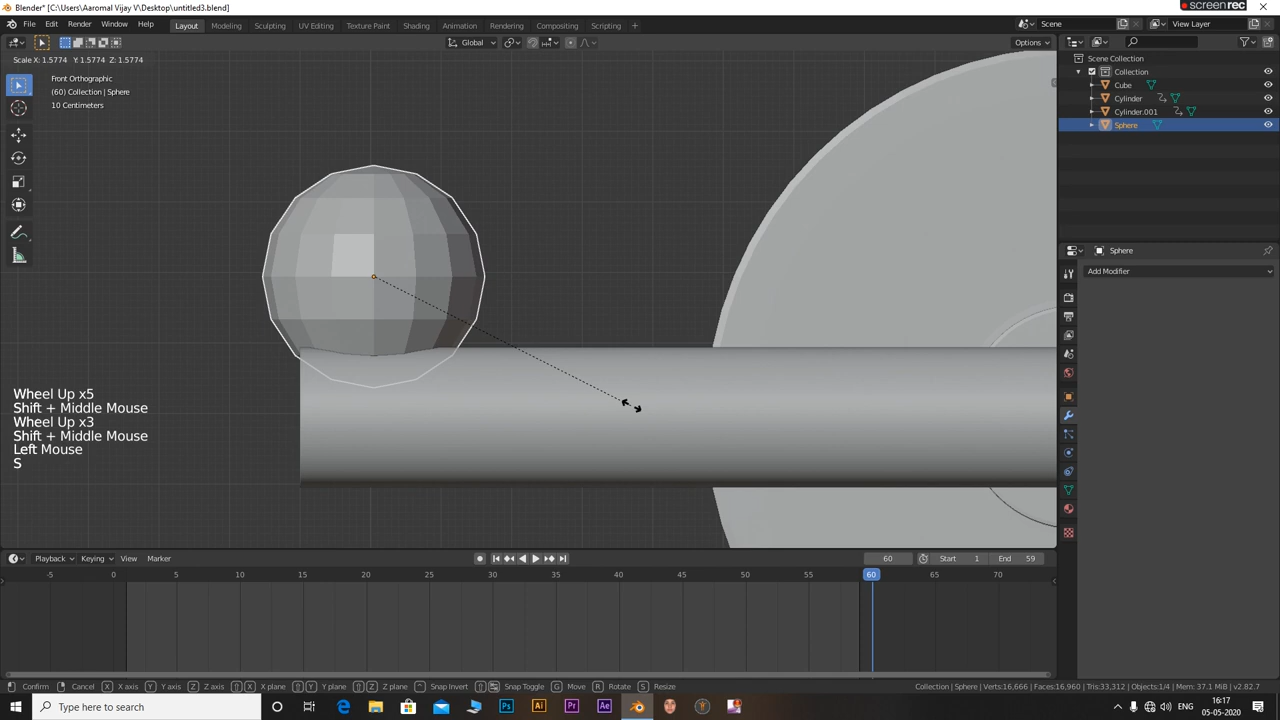 Blender* [C:\Users\Aaromal Vijay V\Desktop\untitled3.blend]
screenrec
File Edit Render Window Help
Layout Modeling Sculpting UV Editing Texture Paint Shading Animation Rendering Compositing Scripting +
Scene
View Layer
Global
Options
Scale X: 1.5774 Y: 1.5774 Z: 1.5774
Front Orthographic
(60) Collection | Sphere
10 Centimeters
Scene Collection
Collection
Cube
Cylinder
Cylinder.001
Sphere
Sphere
Add Modifier
Wheel Up x5
Shift + Middle Mouse
Wheel Up x3
Shift + Middle Mouse
Left Mouse
S
Playback Keying View Marker
60
Start 1
End 59
-5 0 5 10 15 20 25 30 35 40 45 50 55 60 65 70
Confirm Cancel X X axis Y Y axis Z Z axis X X plane Y Y plane Z Z plane Snap Invert Snap Toggle G Move R Rotate S Resize
Collection | Sphere | Verts:16,666 | Faces:16,960 | Tris:33,312 | Objects:1/4 | Mem: 37.1 MiB | v2.82.7
Type here to search
Ps Ai Pr Ae
ENG
16:17
05-05-2020